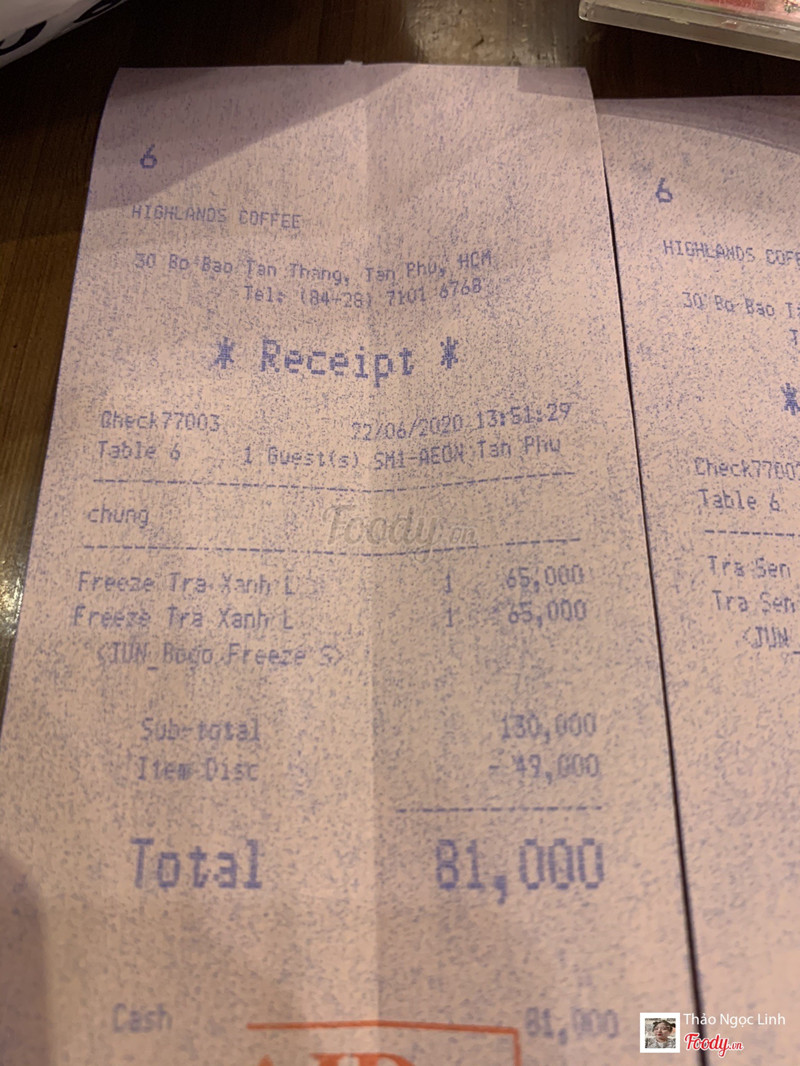 6
HIGHLANDS COFFEE
30 Bo Bao Tan Thang, Tan Phu, HCM
Tel: (84-28) 7101 6768
* Receipt *
Check77003 22/06/2020 13:51:29
Table 6 1 Guest(s) SM1-AEON Tan Phu
chung
Foody.vn
Freeze Tra Xanh L 1 65,000
Freeze Tra Xanh L 1 65,000
<JUN_Bogo Freeze S>
Sub-total 130,000
Item Disc - 49,000
Total 81,000
Cash 81,000
6
HIGHLANDS COFFE
30 Bo Bao
*
Check77003
Table 6
Tra Sen
Tra Sen
<JUN_
Thảo Ngọc Linh
Foody.vn